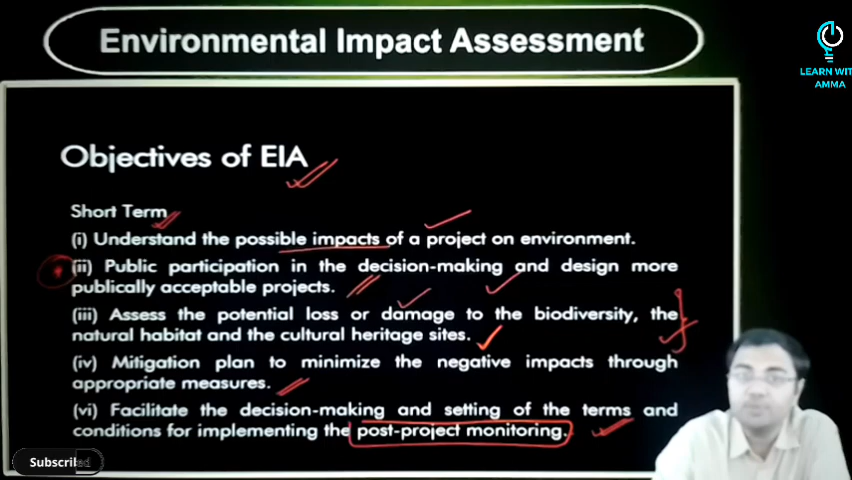 Environmental Impact Assessment
LEARN WIT
AMMA
Objectives of EIA
Short Term
(i) Understand the possible impacts of a project on environment.
(ii) Public participation in the decision-making and design more
publically acceptable projects.
(iii) Assess the potential loss or damage to the biodiversity, the
natural habitat and the cultural heritage sites.
(iv) Mitigation plan to minimize the negative impacts through
appropriate measures.
(vi) Facilitate the decision-making and setting of the terms and
conditions for implementing the post-project monitoring.
Subscribed